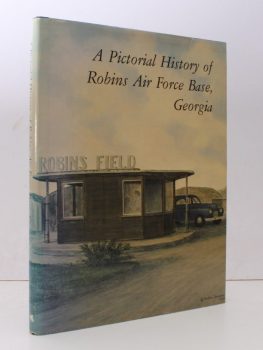 A Pictorial History of
Robins Air Force Base,
Georgia
ROBINS FIELD